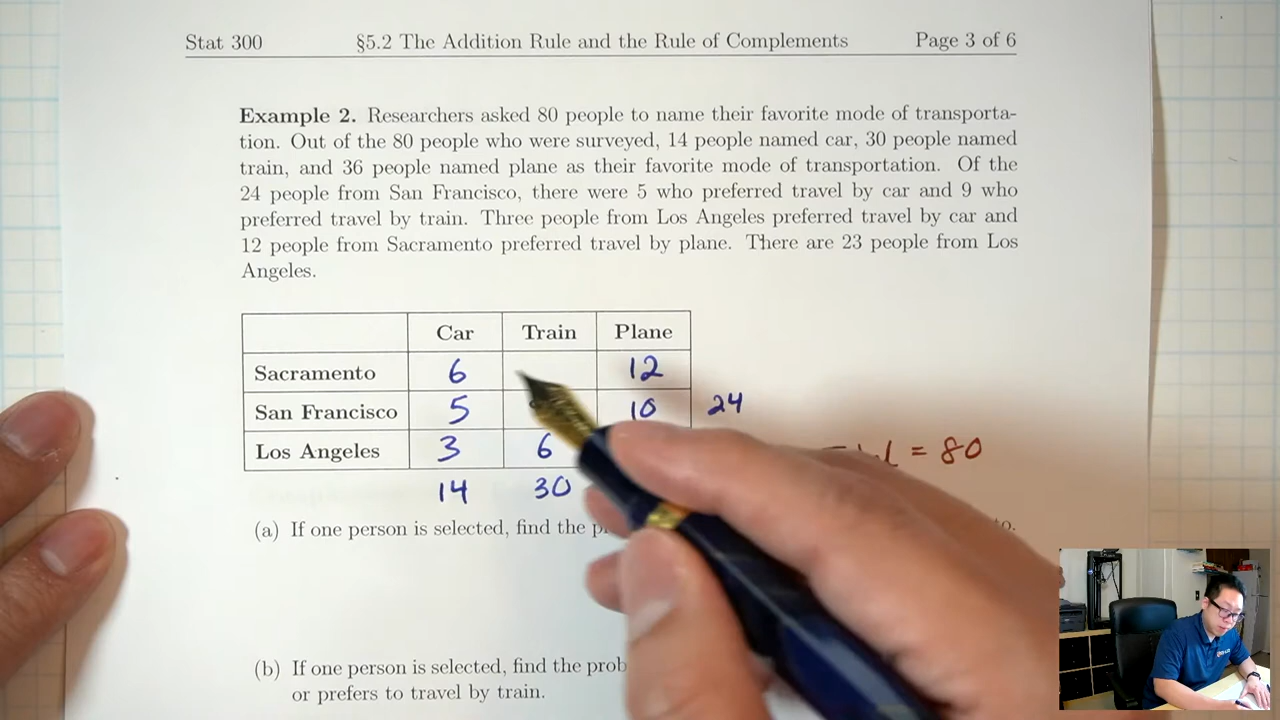 Stat 300 §5.2 The Addition Rule and the Rule of Complements Page 3 of 6
Example 2. Researchers asked 80 people to name their favorite mode of transporta-
tion. Out of the 80 people who were surveyed, 14 people named car, 30 people named
train, and 36 people named plane as their favorite mode of transportation. Of the
24 people from San Francisco, there were 5 who preferred travel by car and 9 who
preferred travel by train. Three people from Los Angeles preferred travel by car and
12 people from Sacramento preferred travel by plane. There are 23 people from Los
Angeles.
Car Train Plane
Sacramento 6 12
San Francisco 5 10 24
Los Angeles 3 6
= 80
14 30
(a) If one person is selected, find the
(b) If one person is selected, find the prob
or prefers to travel by train.